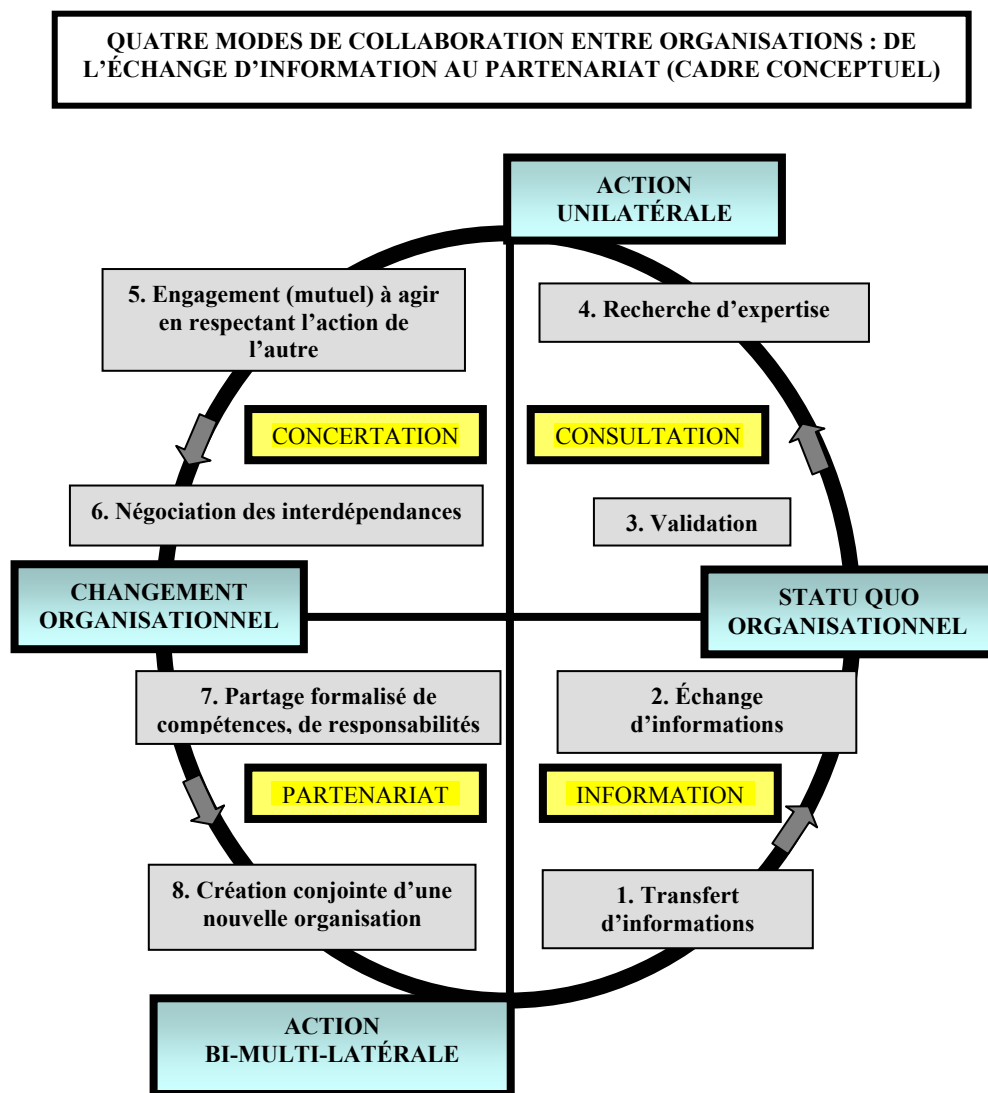 QUATRE MODES DE COLLABORATION ENTRE ORGANISATIONS : DE
L’ÉCHANGE D’INFORMATION AU PARTENARIAT (CADRE CONCEPTUEL)
ACTION
UNILATÉRALE
5. Engagement (mutuel) à agir
en respectant l’action de
l’autre
4. Recherche d’expertise
CONCERTATION
CONSULTATION
6. Négociation des interdépendances
3. Validation
CHANGEMENT
ORGANISATIONNEL
STATU QUO
ORGANISATIONNEL
7. Partage formalisé de
compétences, de responsabilités
2. Échange
d’informations
PARTENARIAT
INFORMATION
8. Création conjointe d’une
nouvelle organisation
1. Transfert
d’informations
ACTION
BI-MULTI-LATÉRALE